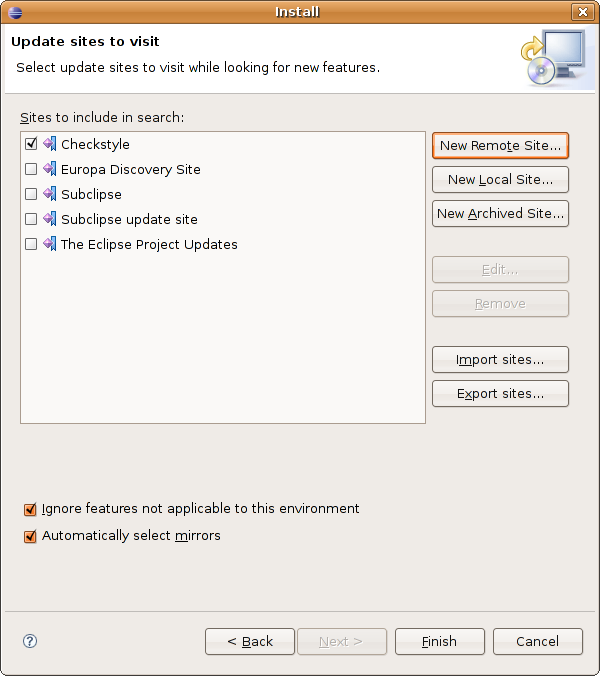 Install
Update sites to visit
Select update sites to visit while looking for new features.
Sites to include in search:
Checkstyle
Europa Discovery Site
Subclipse
Subclipse update site
The Eclipse Project Updates
New Remote Site...
New Local Site...
New Archived Site...
Edit...
Remove
Import sites...
Export sites...
Ignore features not applicable to this environment
Automatically select mirrors
?
< Back
Next >
Finish
Cancel